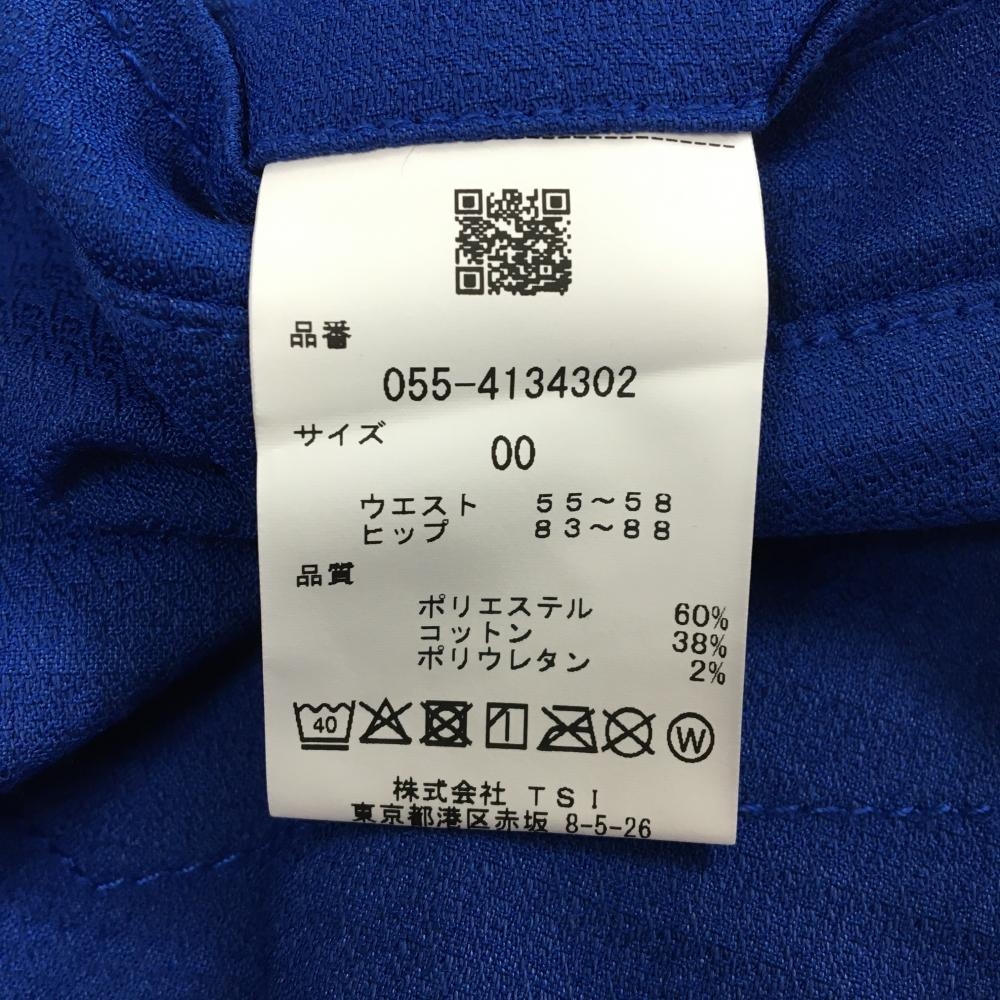 品番
055-4134302
サイズ
00
ウエスト 55～58
ヒップ 83～88
品質
ポリエステル 60%
コットン 38%
ポリウレタン 2%
40 W
株式会社 TSI
東京都港区赤坂 8-5-26